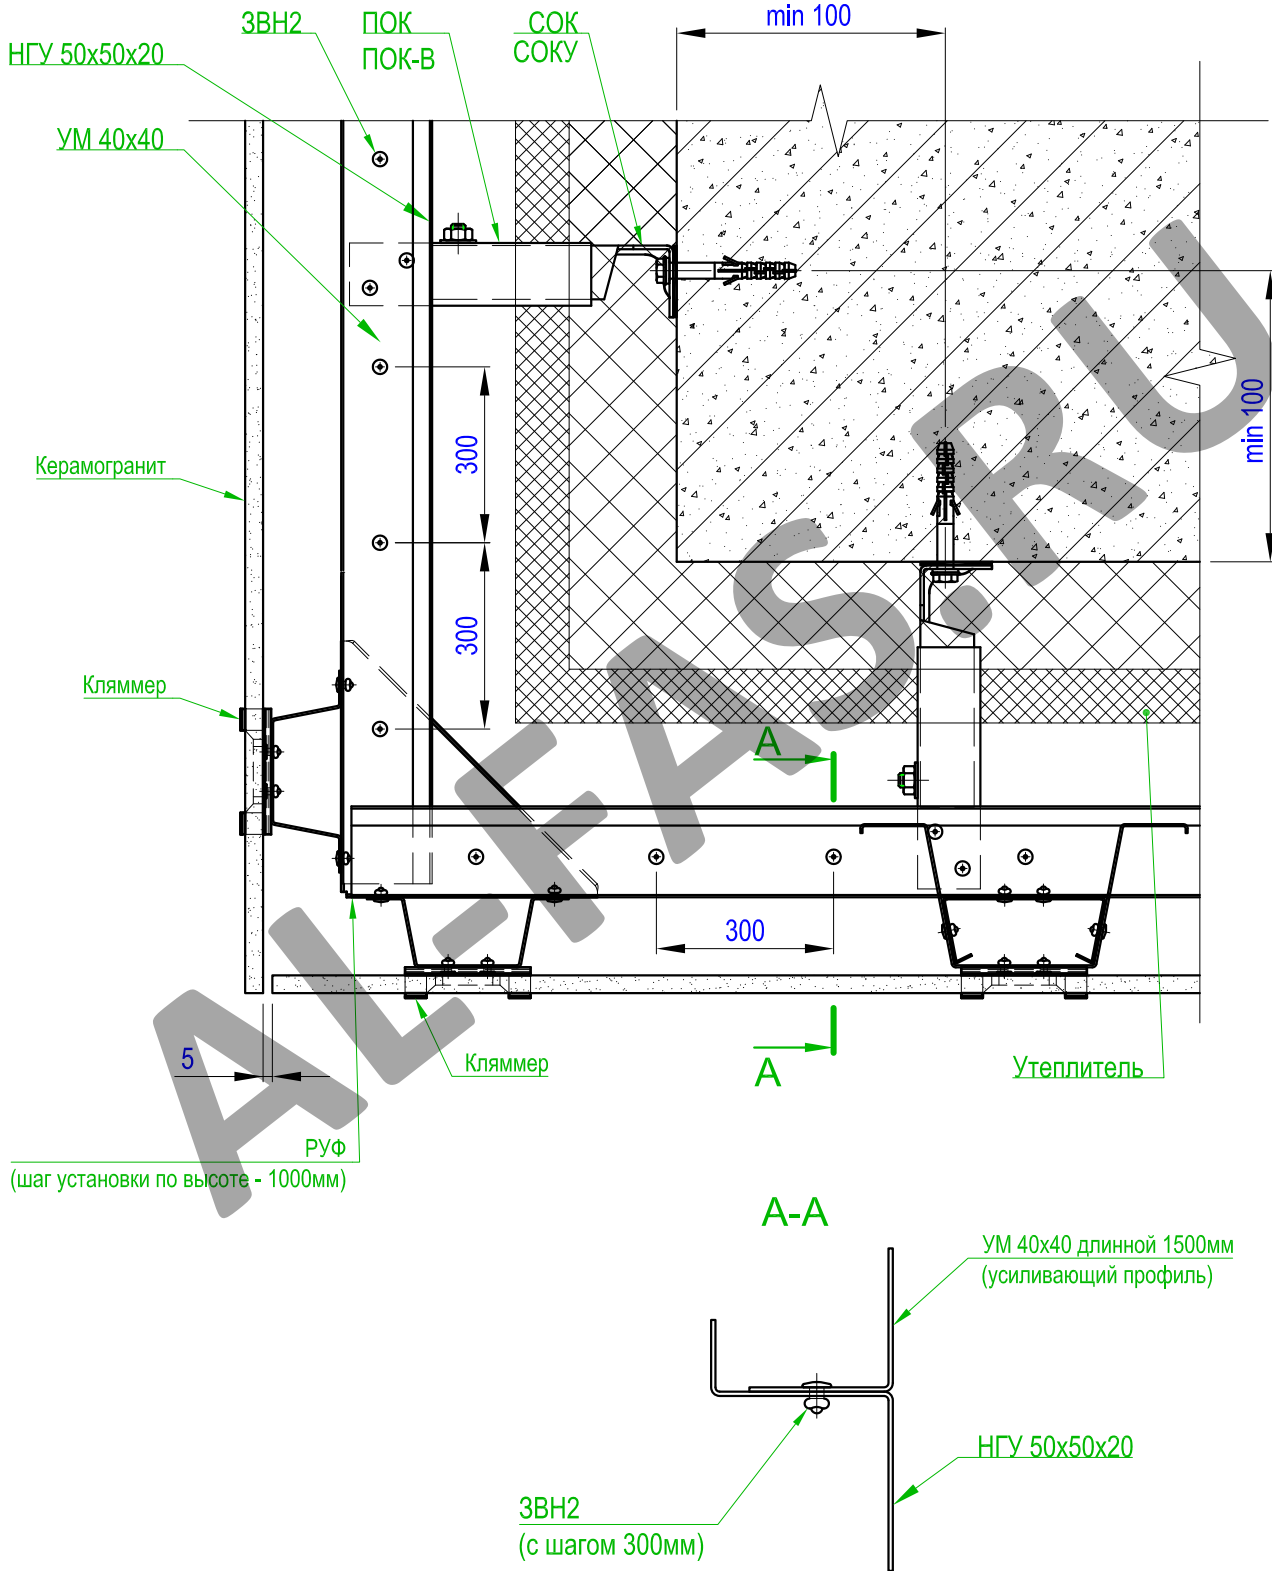 min 100
ЗВН2
ПОК
ПОК-В
СОК
СОКУ
НГУ 50х50х20
УМ 40х40
min 100
300
Керамогранит
300
Кляммер
А
300
5
Кляммер
А
Утеплитель
РУФ
(шаг установки по высоте - 1000мм)
AL-FAS.RU
А-А
УМ 40х40 длинной 1500мм
(усиливающий профиль)
НГУ 50х50х20
ЗВН2
(с шагом 300мм)